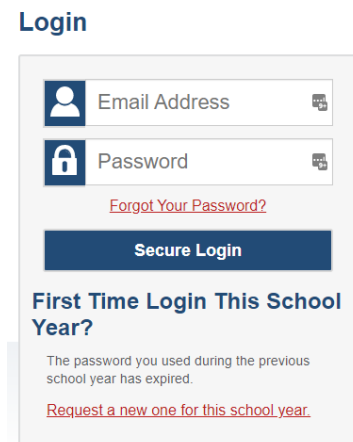 Login
Email Address
Password
Forgot Your Password?
Secure Login
First Time Login This School
Year?
The password you used during the previous
school year has expired.
Request a new one for this school year.